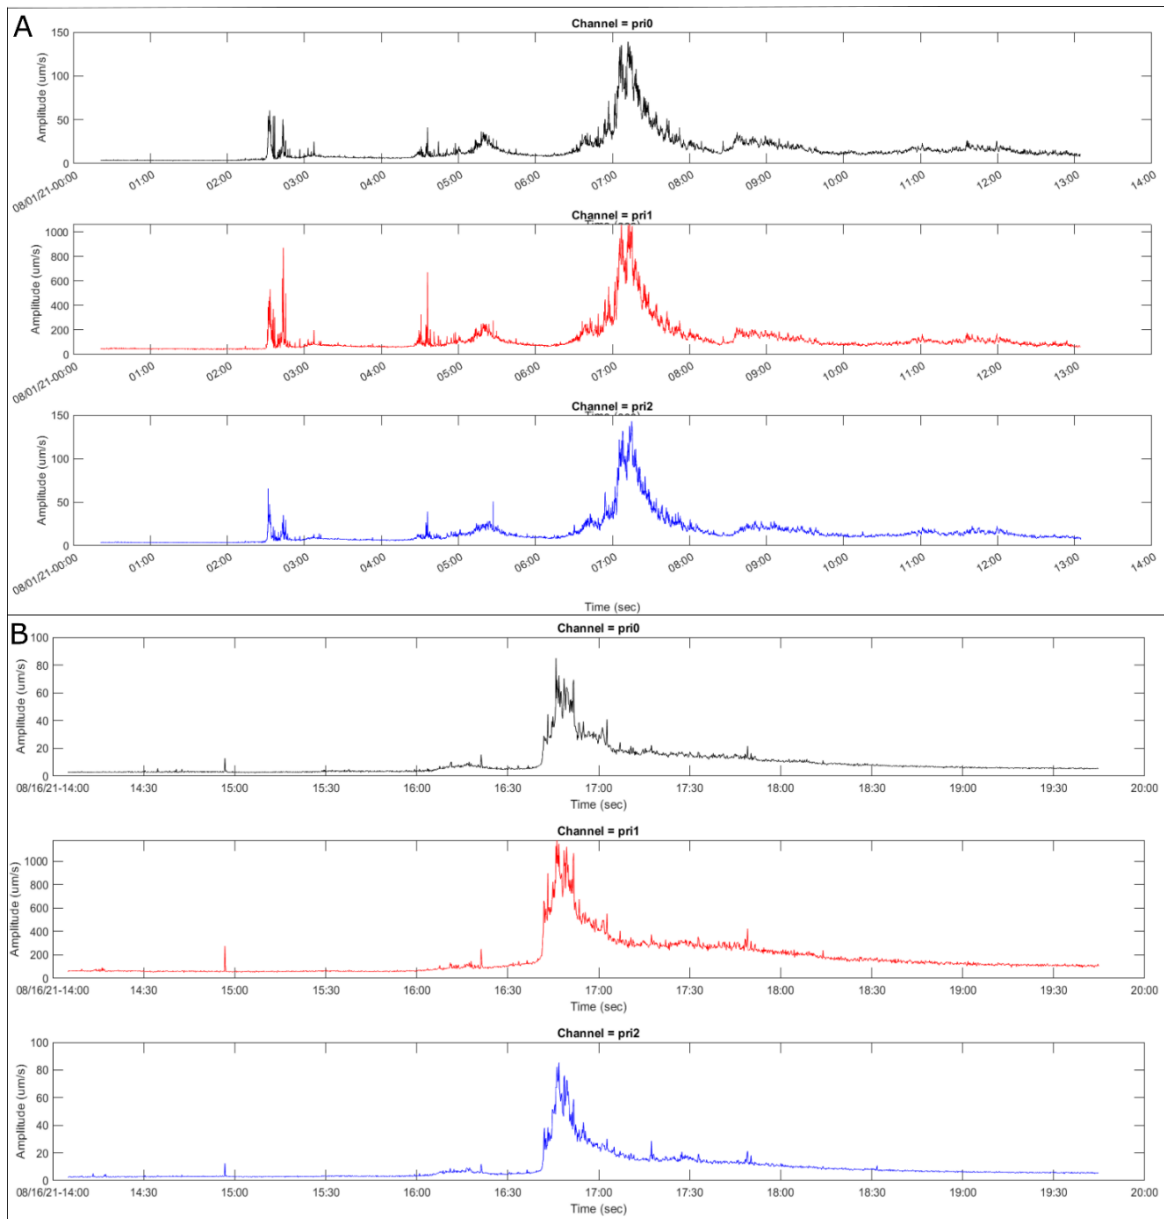 A
Channel = pri0
Amplitude (um/s)
150
100
50
0
08/01/21-00:00 01:00 02:00 03:00 04:00 05:00 06:00 07:00 08:00 09:00 10:00 11:00 12:00 13:00 14:00
Channel = pri1
Amplitude (um/s)
1000
800
600
400
200
0
08/01/21-00:00 01:00 02:00 03:00 04:00 05:00 06:00 07:00 08:00 09:00 10:00 11:00 12:00 13:00 14:00
Channel = pri2
Amplitude (um/s)
150
100
50
0
08/01/21-00:00 01:00 02:00 03:00 04:00 05:00 06:00 07:00 08:00 09:00 10:00 11:00 12:00 13:00 14:00
Time (sec)
B
Channel = pri0
Amplitude (um/s)
100
80
60
40
20
0
08/16/21-14:00 14:30 15:00 15:30 16:00 16:30 17:00 17:30 18:00 18:30 19:00 19:30 20:00
Time (sec)
Channel = pri1
Amplitude (um/s)
1000
800
600
400
200
0
08/16/21-14:00 14:30 15:00 15:30 16:00 16:30 17:00 17:30 18:00 18:30 19:00 19:30 20:00
Time (sec)
Channel = pri2
Amplitude (um/s)
100
80
60
40
20
0
08/16/21-14:00 14:30 15:00 15:30 16:00 16:30 17:00 17:30 18:00 18:30 19:00 19:30 20:00
Time (sec)